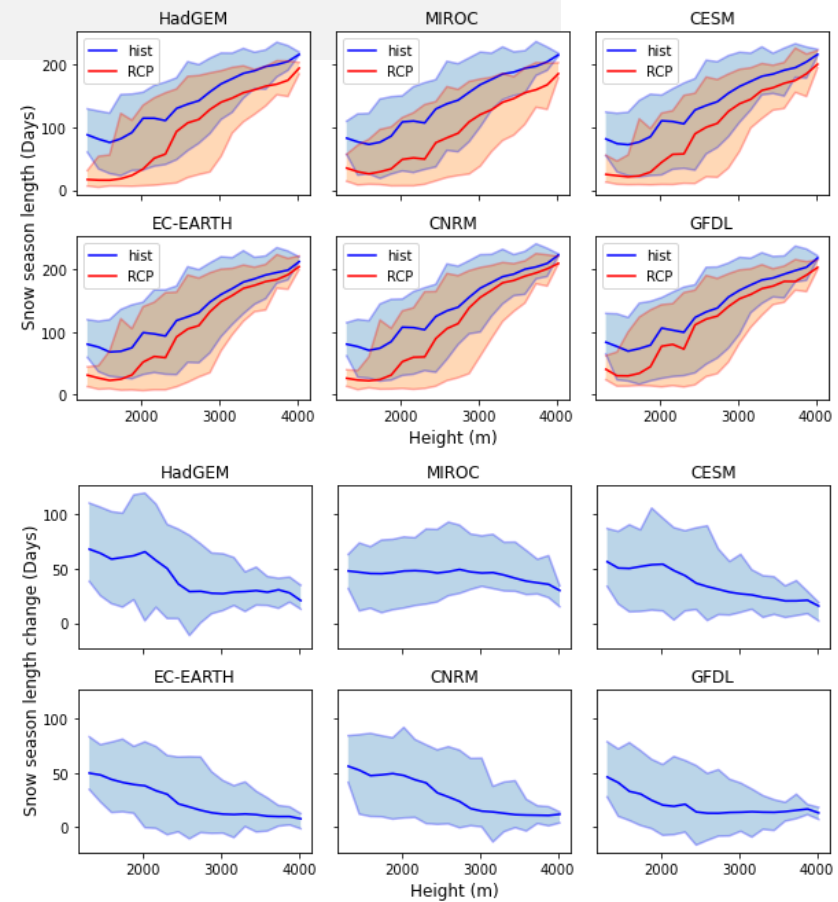 HadGEM MIROC CESM
hist hist hist
RCP RCP RCP
200
100
0
Snow season length (Days)
EC-EARTH CNRM GFDL
hist hist hist
RCP RCP RCP
200
100
0
2000 3000 4000 2000 3000 4000 2000 3000 4000
Height (m)
HadGEM MIROC CESM
100
50
0
Snow season length change (Days)
EC-EARTH CNRM GFDL
100
50
0
2000 3000 4000 2000 3000 4000 2000 3000 4000
Height (m)